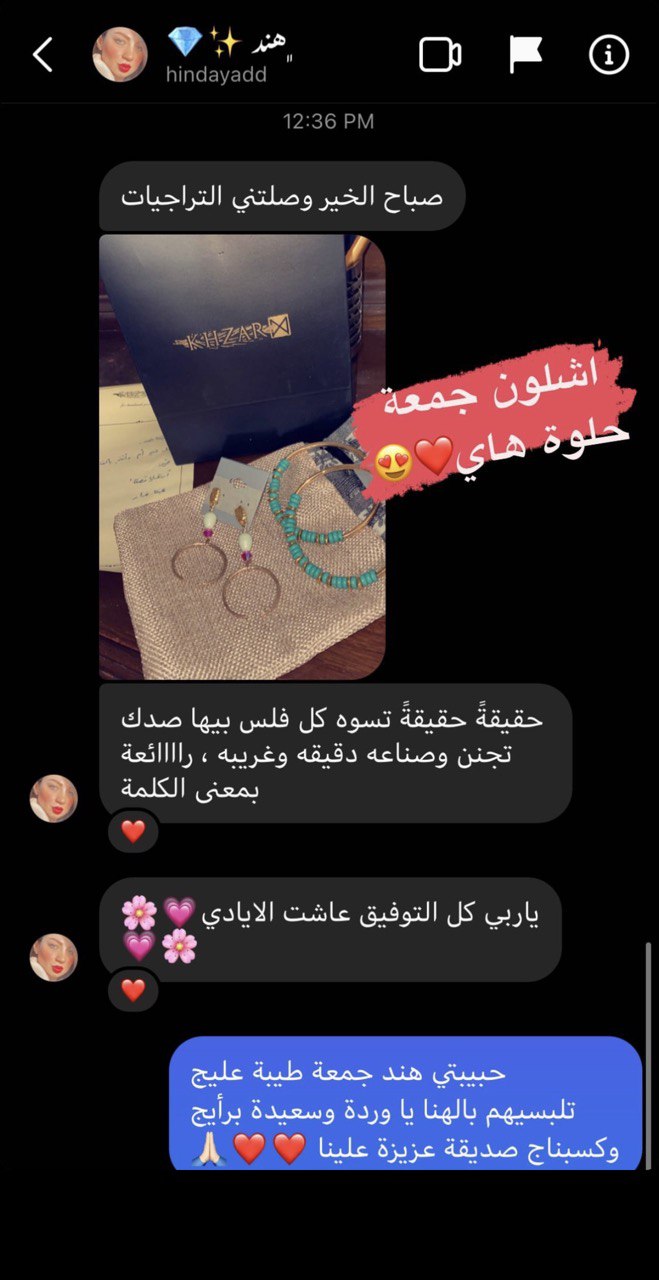 هند ✨💎
hindayadd
12:36 PM
صباح الخير وصلتني التراجيات
KHZAR
اشلون جمعة
حلوة هاي❤️😍
حقيقةً حقيقةً تسوه كل فلس بيها صدك
تجنن وصناعه دقيقه وغريبه ، راااائعة
بمعنى الكلمة
❤️
ياربي كل التوفيق عاشت الايادي💗🌸
🌸💗
❤️
حبيبتي هند جمعة طيبة عليج
تلبسيهم بالهنا يا وردة وسعيدة برأيج
وكسبناج صديقة عزيزة علينا ❤️❤️🙏🏻